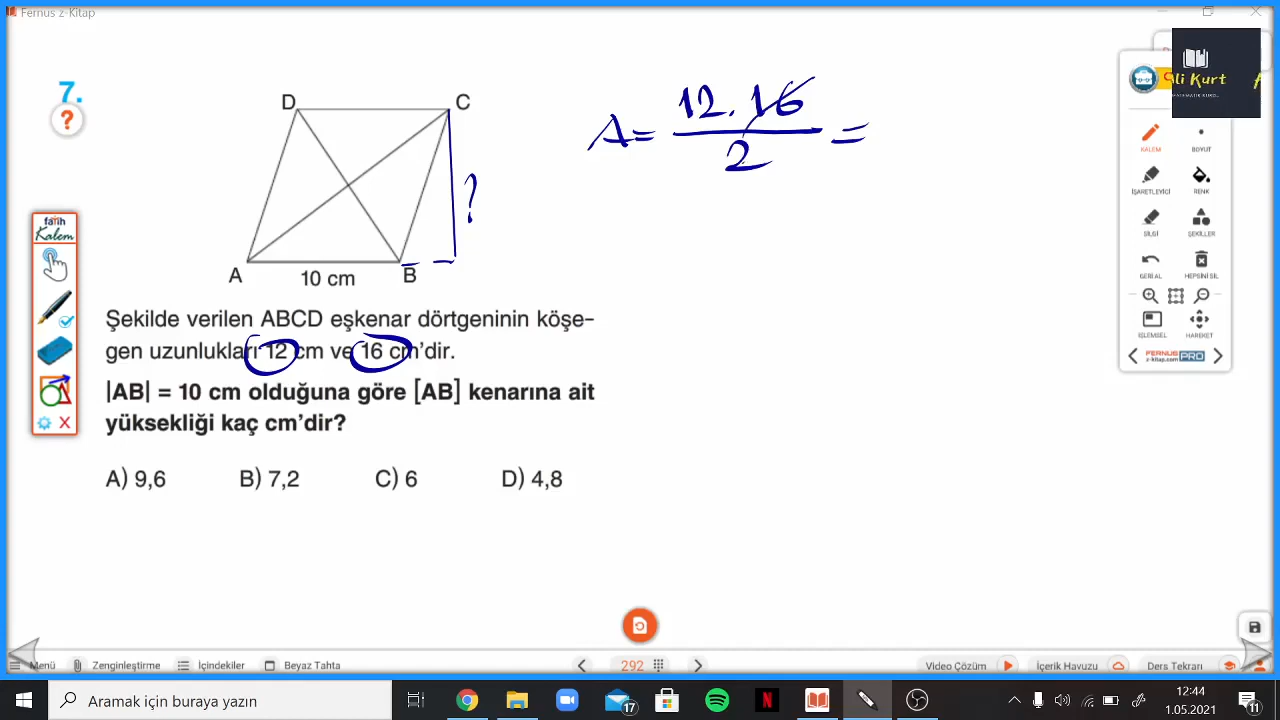 Fernus z-Kitap
7.
?
D
C
A
B
10 cm
?
A = 12.16 / 2 =
Şekilde verilen ABCD eşkenar dörtgeninin köşe-
gen uzunlukları 12 cm ve 16 cm'dir.
|AB| = 10 cm olduğuna göre [AB] kenarına ait
yüksekliği kaç cm'dir?
A) 9,6 B) 7,2 C) 6 D) 4,8
fatih
Kalem
Kurt
KALEM
BOYUT
İŞARETLEYİCİ
RENK
SİLGİ
ŞEKİLLER
GERİ AL
HEPSİNİ SİL
İŞLEMSEL
HAREKET
FERNUS PRO
z-kitap.com
Menü
Zenginleştirme
İçindekiler
Beyaz Tahta
292
Video Çözüm
İçerik Havuzu
Ders Tekrarı
Aramak için buraya yazın
17
12:44
1.05.2021
11